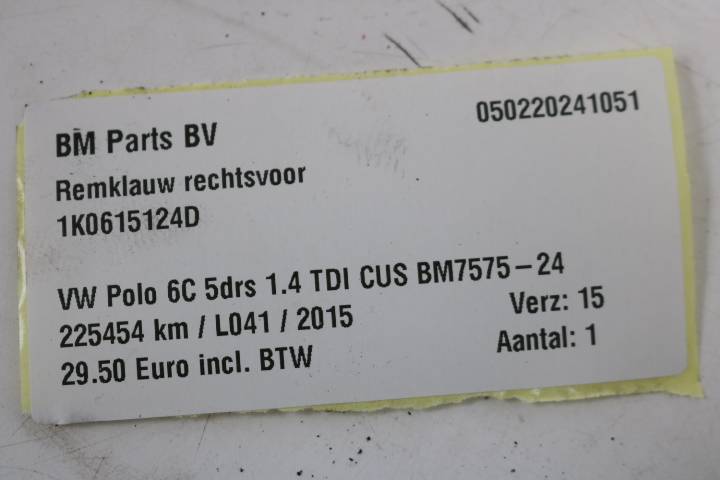 BM Parts BV
050220241051
Remklauw rechtsvoor
1K0615124D
VW Polo 6C 5drs 1.4 TDI CUS BM7575-24
225454 km / L041 / 2015
Verz: 15
29.50 Euro incl. BTW
Aantal: 1